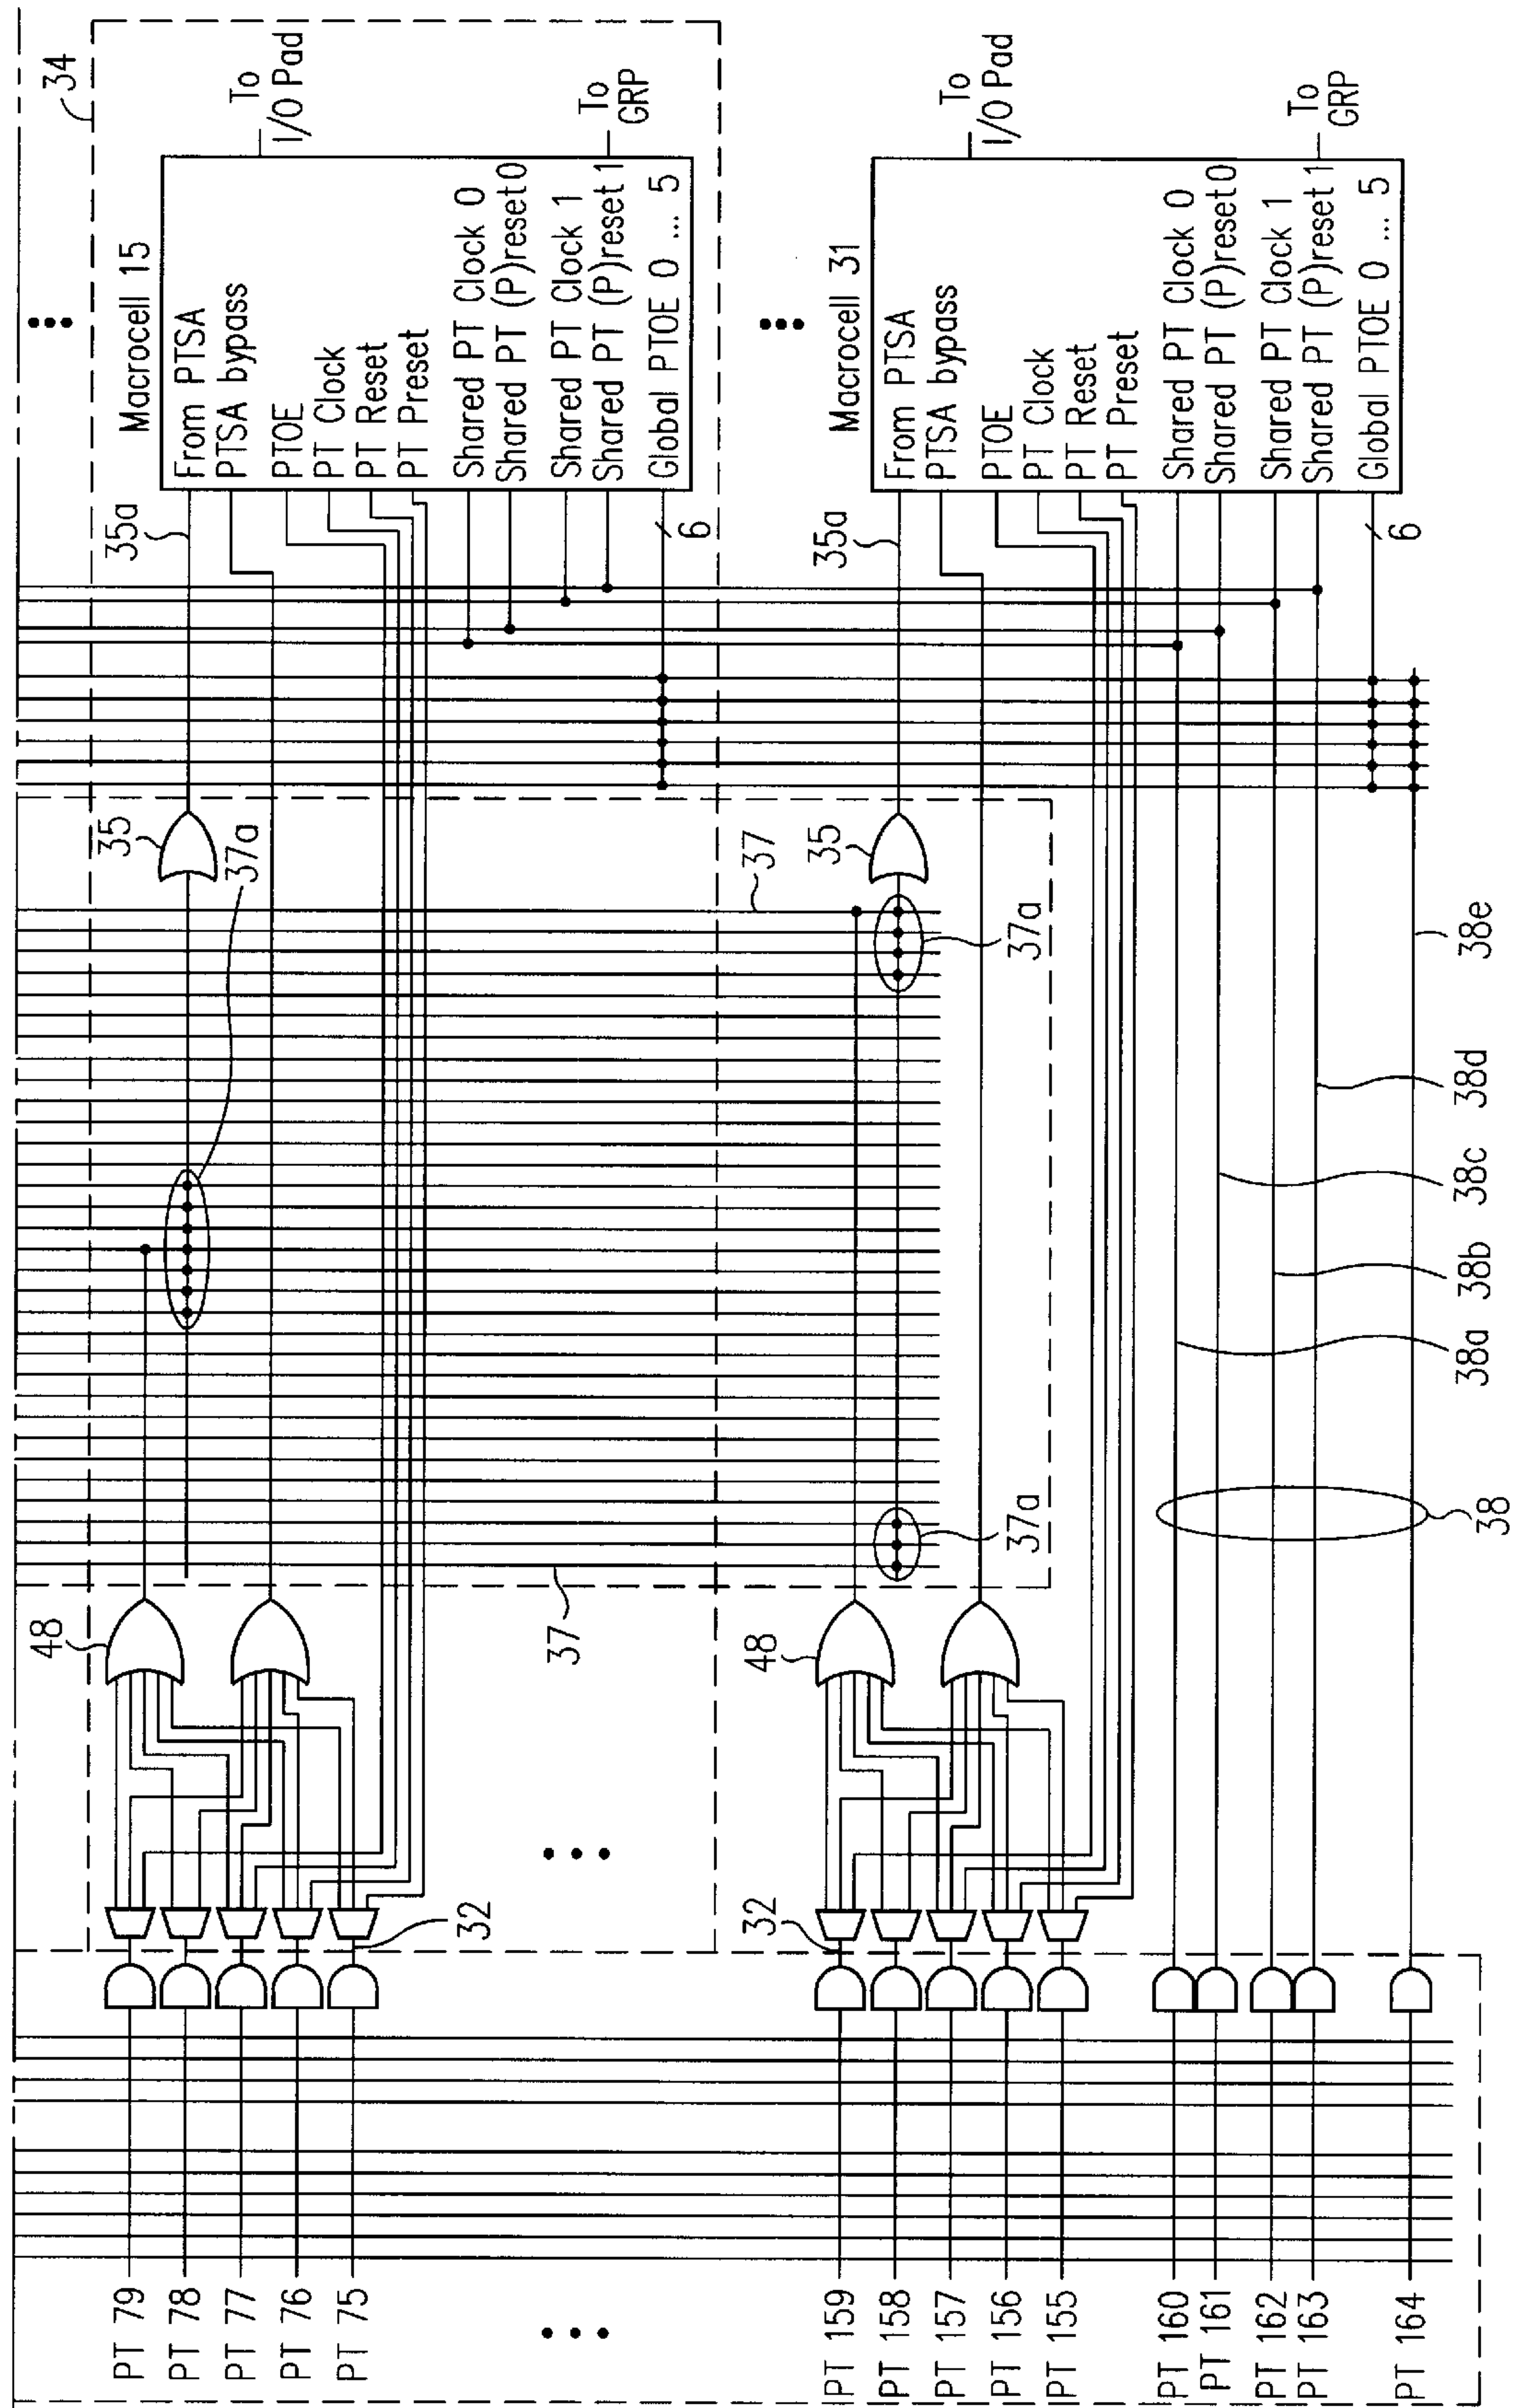 34
Macrocell 15
From PTSA
PTSA bypass
PTOE
PT Clock
PT Reset
PT Preset
Shared PT Clock 0
Shared PT (P)reset 0
Shared PT Clock 1
Shared PT (P)reset 1
Global PTOE 0 ... 5
To
I/O Pad
To
GRP
35a
6
35
37a
48
32
PT 79
PT 78
PT 77
PT 76
PT 75
37
37
Macrocell 31
From PTSA
PTSA bypass
PTOE
PT Clock
PT Reset
PT Preset
Shared PT Clock 0
Shared PT (P)reset 0
Shared PT Clock 1
Shared PT (P)reset 1
Global PTOE 0 ... 5
To
I/O Pad
To
GRP
35a
6
35
37a
37a
48
32
PT 159
PT 158
PT 157
PT 156
PT 155
PT 160
PT 161
PT 162
PT 163
PT 164
38a
38b
38c
38d
38e
38